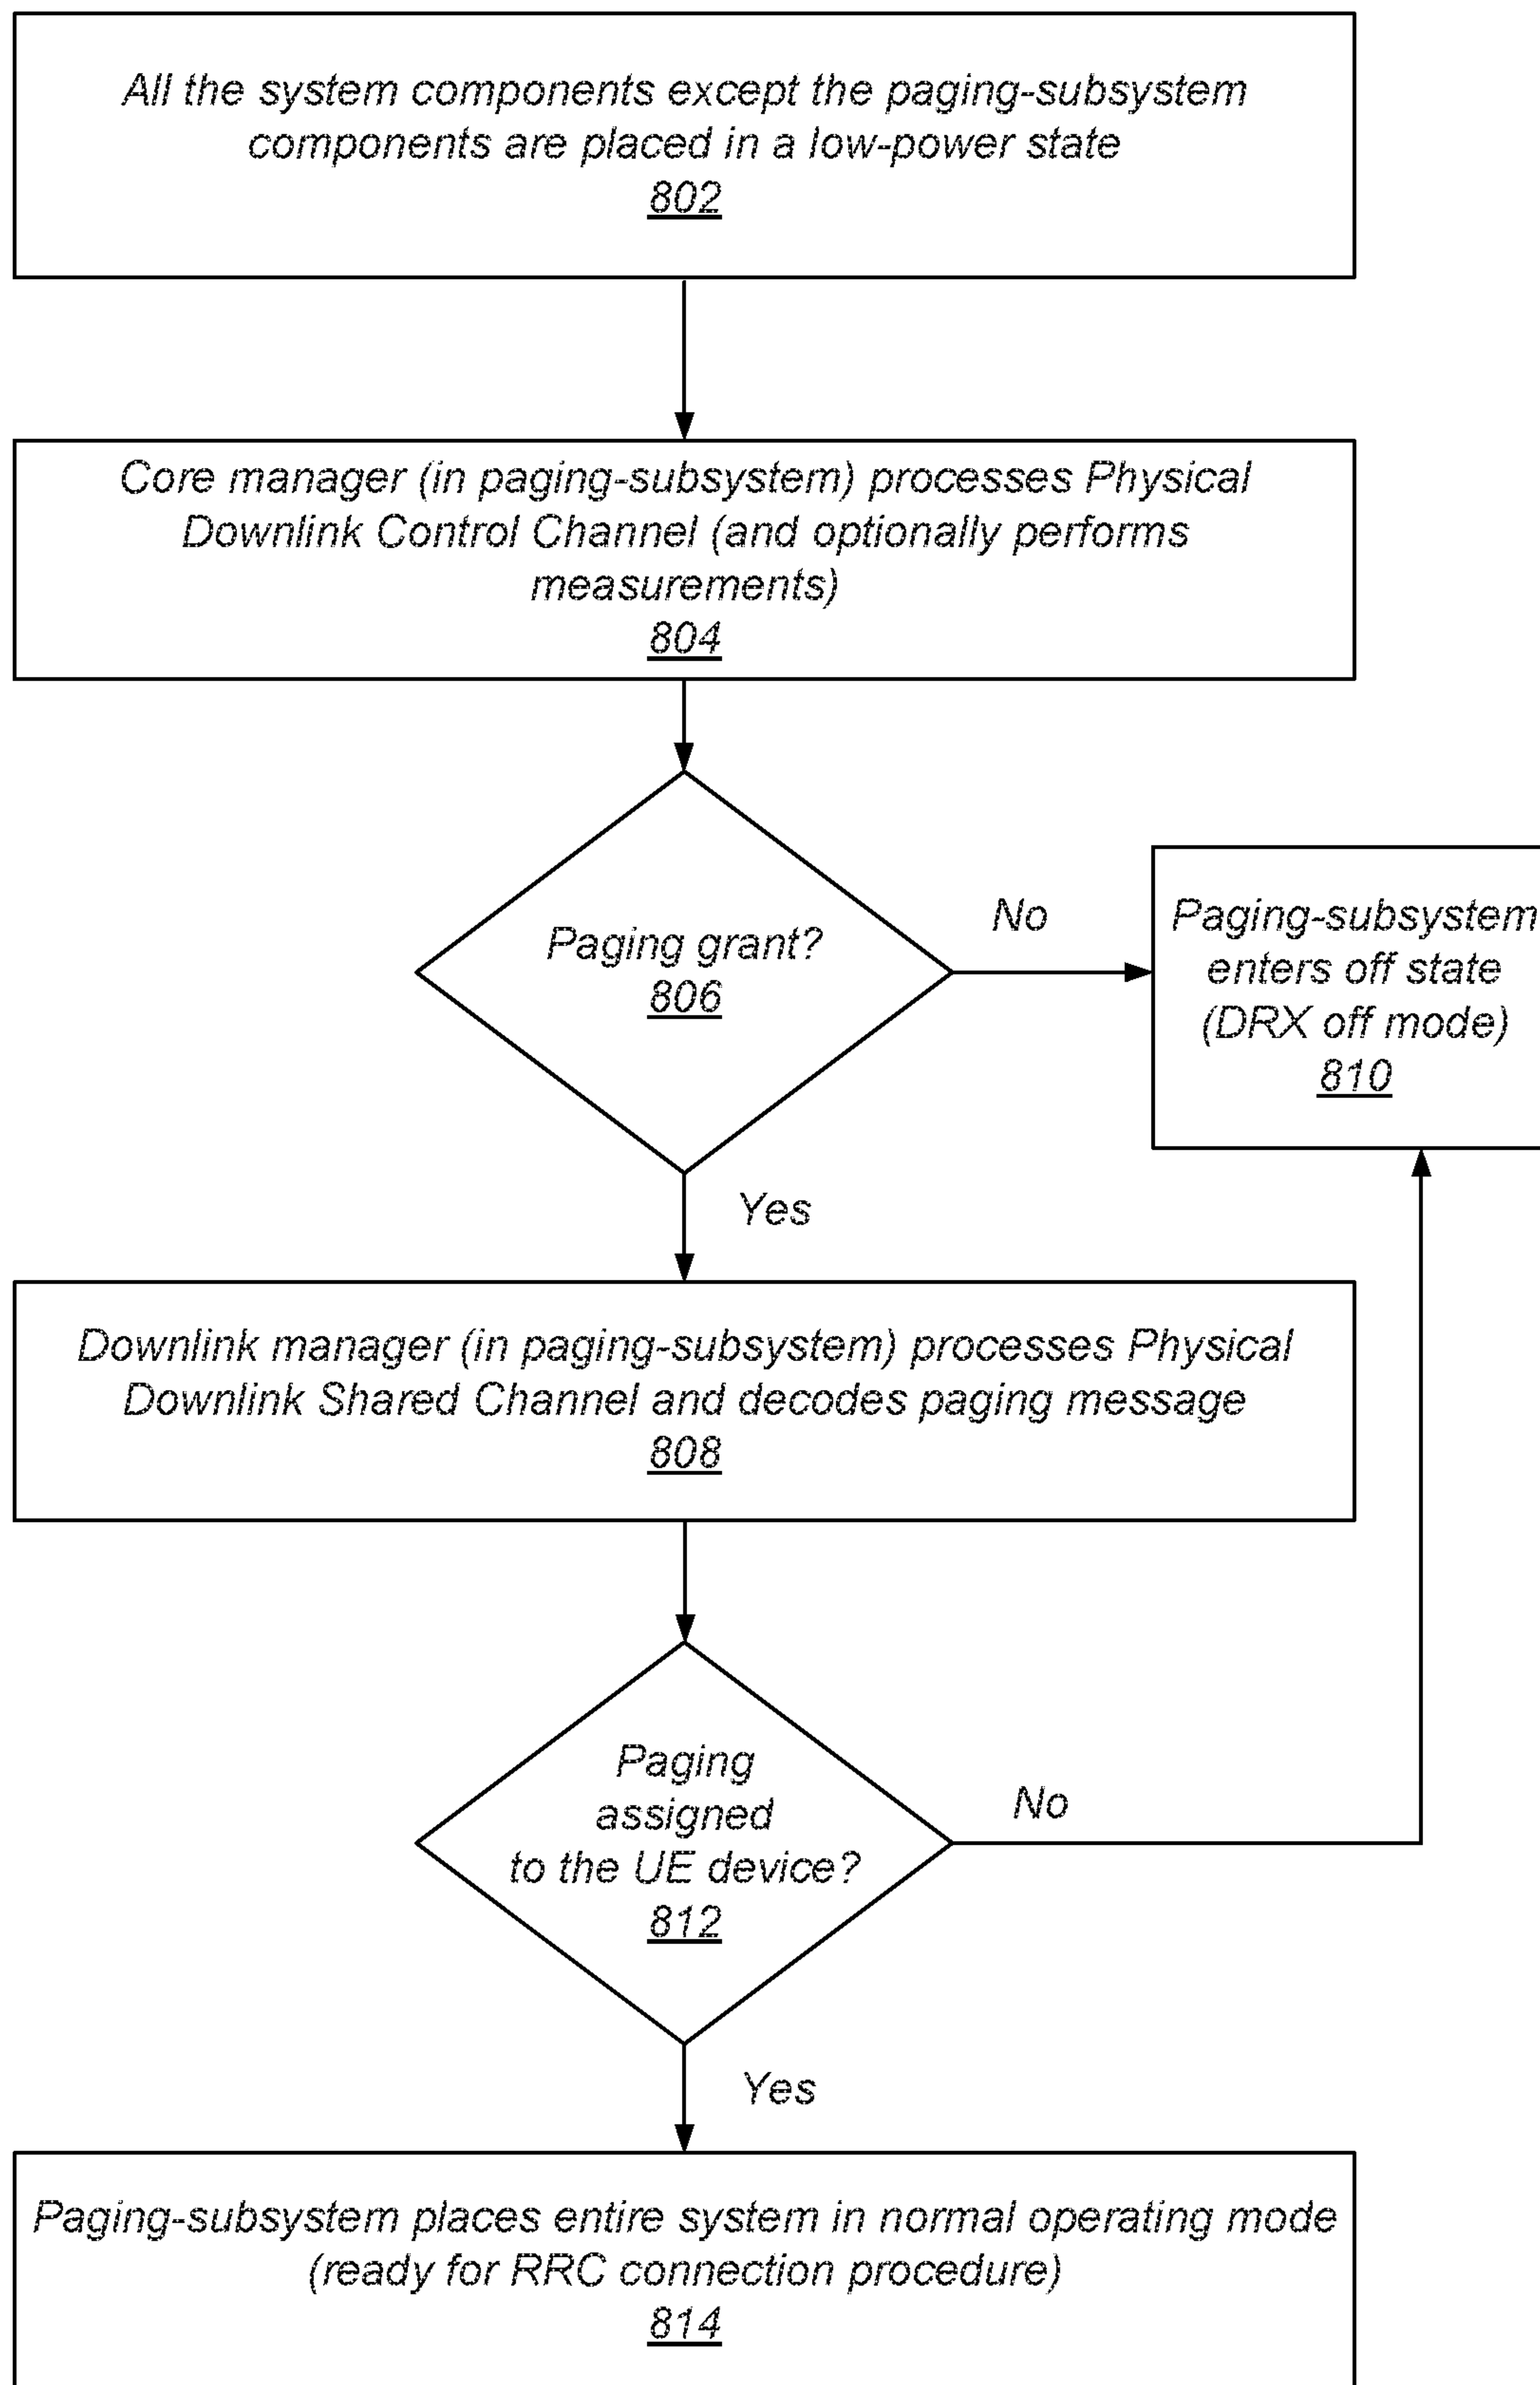 All the system components except the paging-subsystem
components are placed in a low-power state
802
Core manager (in paging-subsystem) processes Physical
Downlink Control Channel (and optionally performs
measurements)
804
Paging grant?
806
No
Paging-subsystem
enters off state
(DRX off mode)
810
Yes
Downlink manager (in paging-subsystem) processes Physical
Downlink Shared Channel and decodes paging message
808
Paging
assigned
to the UE device?
812
No
Yes
Paging-subsystem places entire system in normal operating mode
(ready for RRC connection procedure)
814